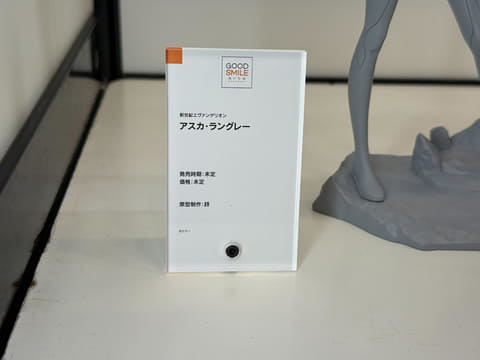 GOOD
SMILE
新世紀エヴァンゲリオン
アスカ・ラングレー
発売時期：未定
価格：未定
原型制作：詩